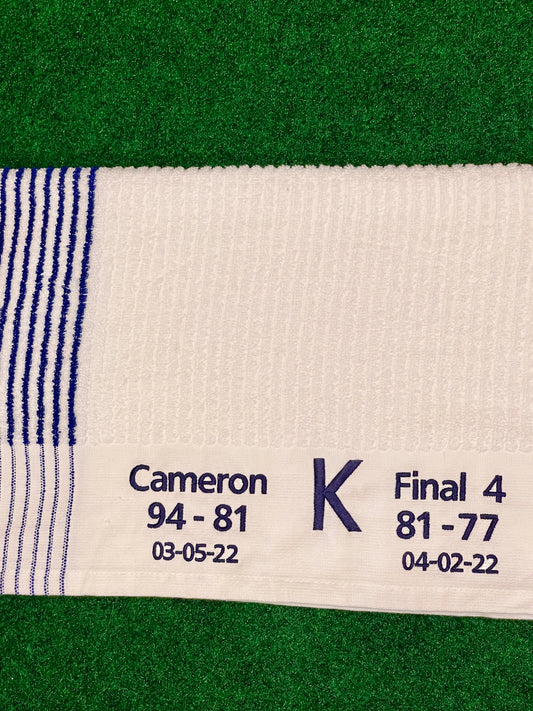 Cameron
94 - 81
03-05-22
K
Final 4
81 - 77
04-02-22